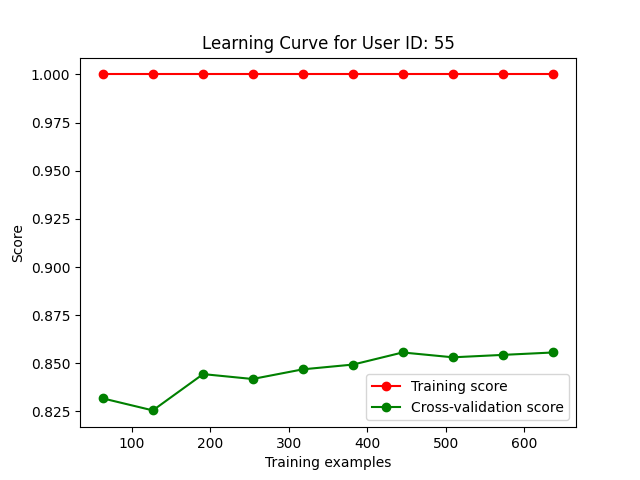 Learning Curve for User ID: 55
Score
1.000
0.975
0.950
0.925
0.900
0.875
0.850
0.825
Training score
Cross-validation score
100 200 300 400 500 600
Training examples